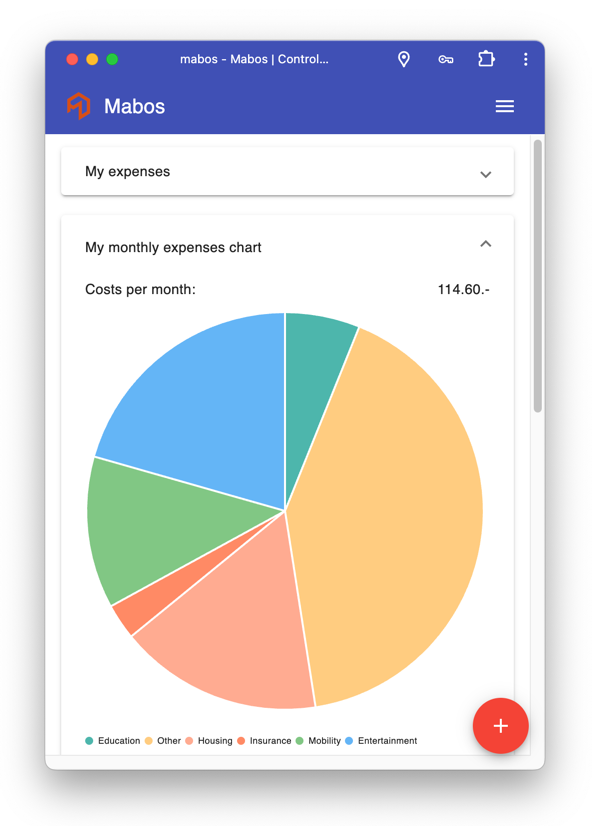 mabos - Mabos | Control...
Mabos
My expenses
My monthly expenses chart
Costs per month: 114.60.-
Education Other Housing Insurance Mobility Entertainment